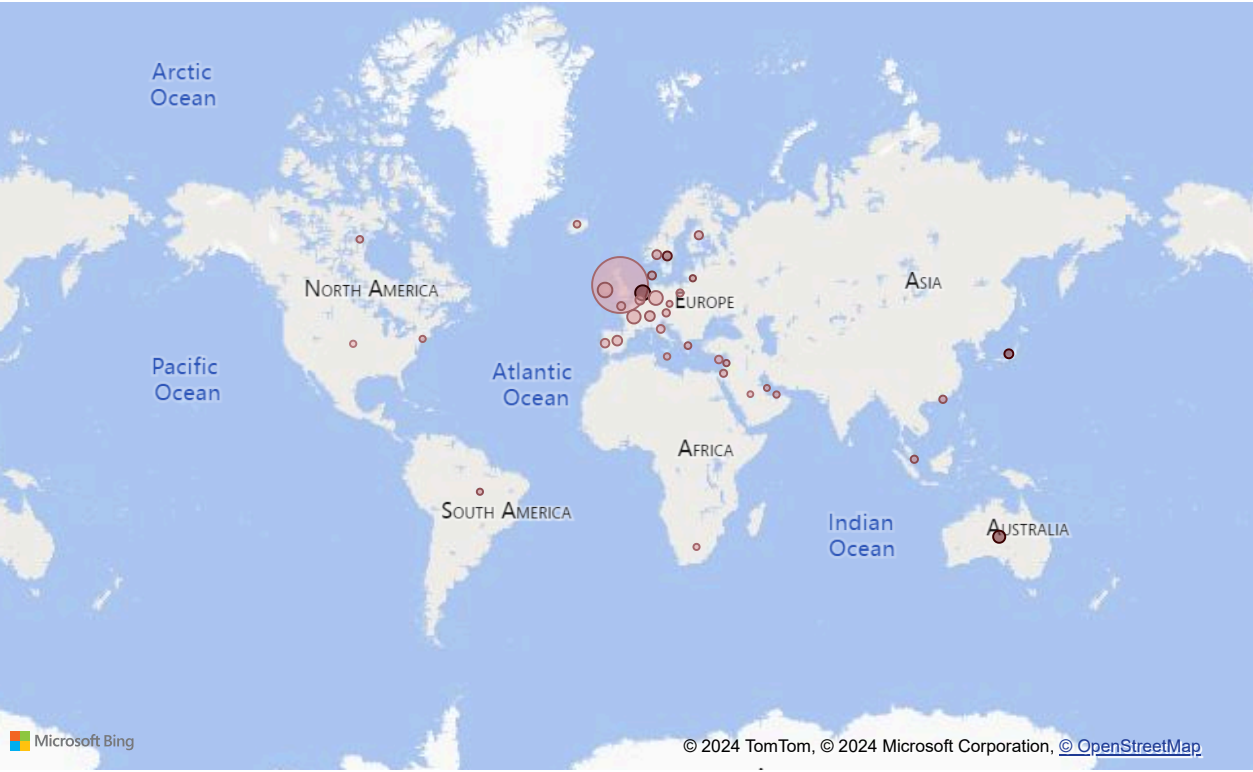 Arctic
Ocean
NORTH AMERICA
EUROPE
ASIA
Pacific
Ocean
Atlantic
Ocean
AFRICA
SOUTH AMERICA
Indian
Ocean
AUSTRALIA
Microsoft Bing
© 2024 TomTom, © 2024 Microsoft Corporation, © OpenStreetMap